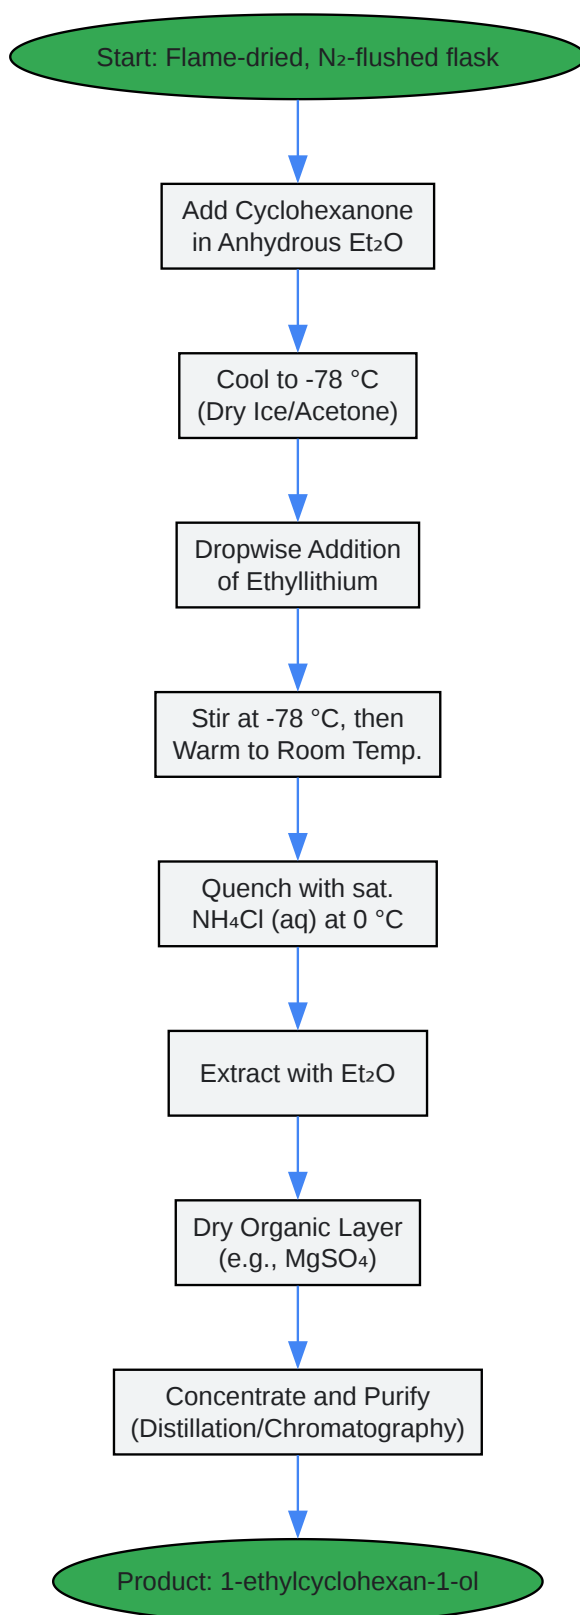 Start: Flame-dried, N₂-flushed flask
Add Cyclohexanone
in Anhydrous Et₂O
Cool to -78 °C
(Dry Ice/Acetone)
Dropwise Addition
of Ethyllithium
Stir at -78 °C, then
Warm to Room Temp.
Quench with sat.
NH₄Cl (aq) at 0 °C
Extract with Et₂O
Dry Organic Layer
(e.g., MgSO₄)
Concentrate and Purify
(Distillation/Chromatography)
Product: 1-ethylcyclohexan-1-ol